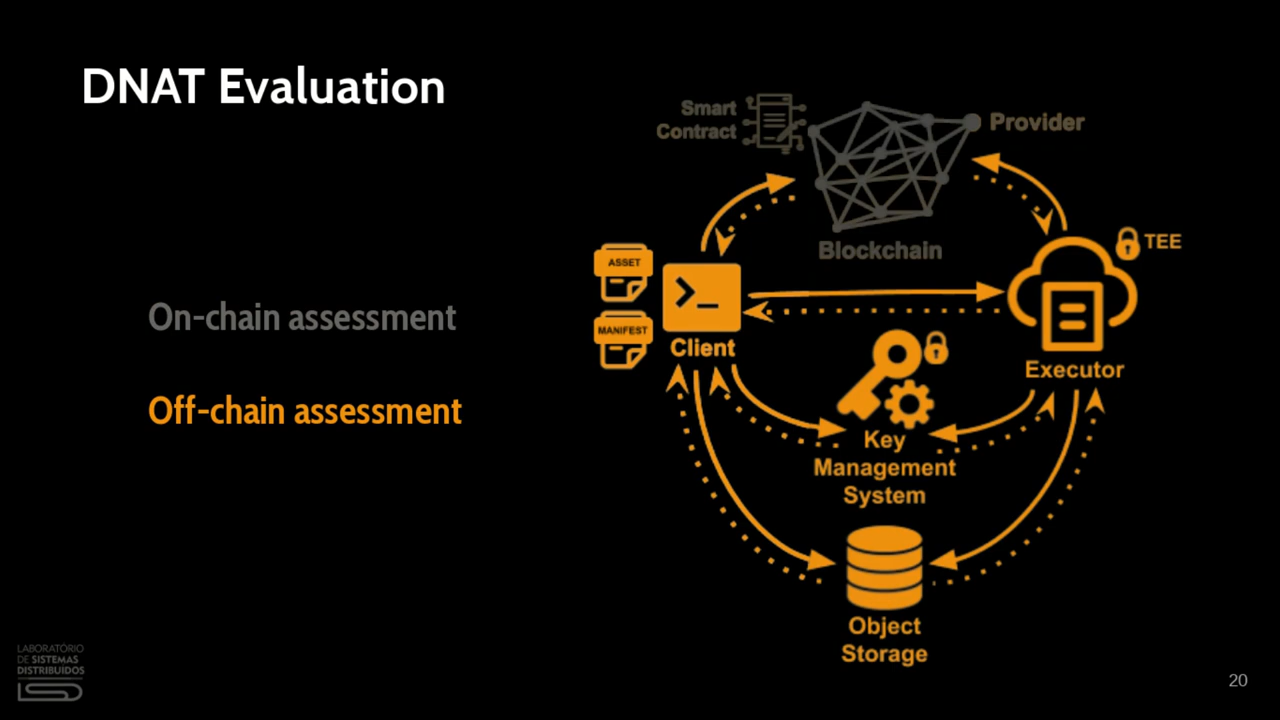 DNAT Evaluation
On-chain assessment
Off-chain assessment
Smart
Contract
Provider
Blockchain
TEE
ASSET
MANIFEST
Client
Executor
Key
Management
System
Object
Storage
LABORATÓRIO
DE SISTEMAS
DISTRIBUÍDOS
LSD
20